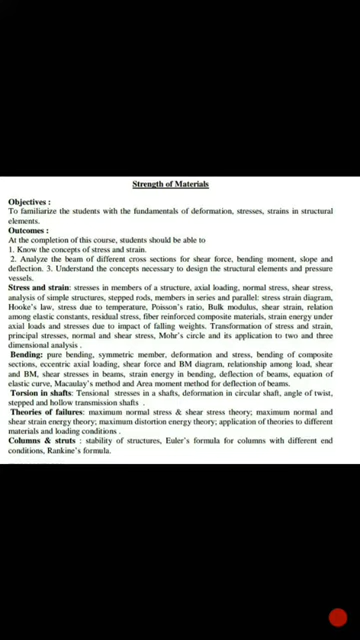 Strength of Materials
Objectives :
To familiarize the students with the fundamentals of deformation, stresses, strains in structural
elements.
Outcomes :
At the completion of this course, students should be able to
1. Know the concepts of stress and strain.
2. Analyze the beam of different cross sections for shear force, bending moment, slope and
deflection. 3. Understand the concepts necessary to design the structural elements and pressure
vessels.
Stress and strain: stresses in members of a structure, axial loading, normal stress, shear stress,
analysis of simple structures, stepped rods, members in series and parallel: stress strain diagram,
Hooke's law, stress due to temperature, Poisson's ratio, Bulk modulus, shear strain, relation
among elastic constants, residual stress, fiber reinforced composite materials, strain energy under
axial loads and stresses due to impact of falling weights. Transformation of stress and strain,
principal stresses, normal and shear stress, Mohr's circle and its application to two and three
dimensional analysis .
Bending: pure bending, symmetric member, deformation and stress, bending of composite
sections, eccentric axial loading, shear force and BM diagram, relationship among load, shear
and BM, shear stresses in beams, strain energy in bending, deflection of beams, equation of
elastic curve, Macaulay's method and Area moment method for deflection of beams.
Torsion in shafts: Tensional stresses in a shafts, deformation in circular shaft, angle of twist,
stepped and hollow transmission shafts .
Theories of failures: maximum normal stress & shear stress theory; maximum normal and
shear strain energy theory; maximum distortion energy theory; application of theories to different
materials and loading conditions .
Columns & struts : stability of structures, Euler's formula for columns with different end
conditions, Rankine's formula.